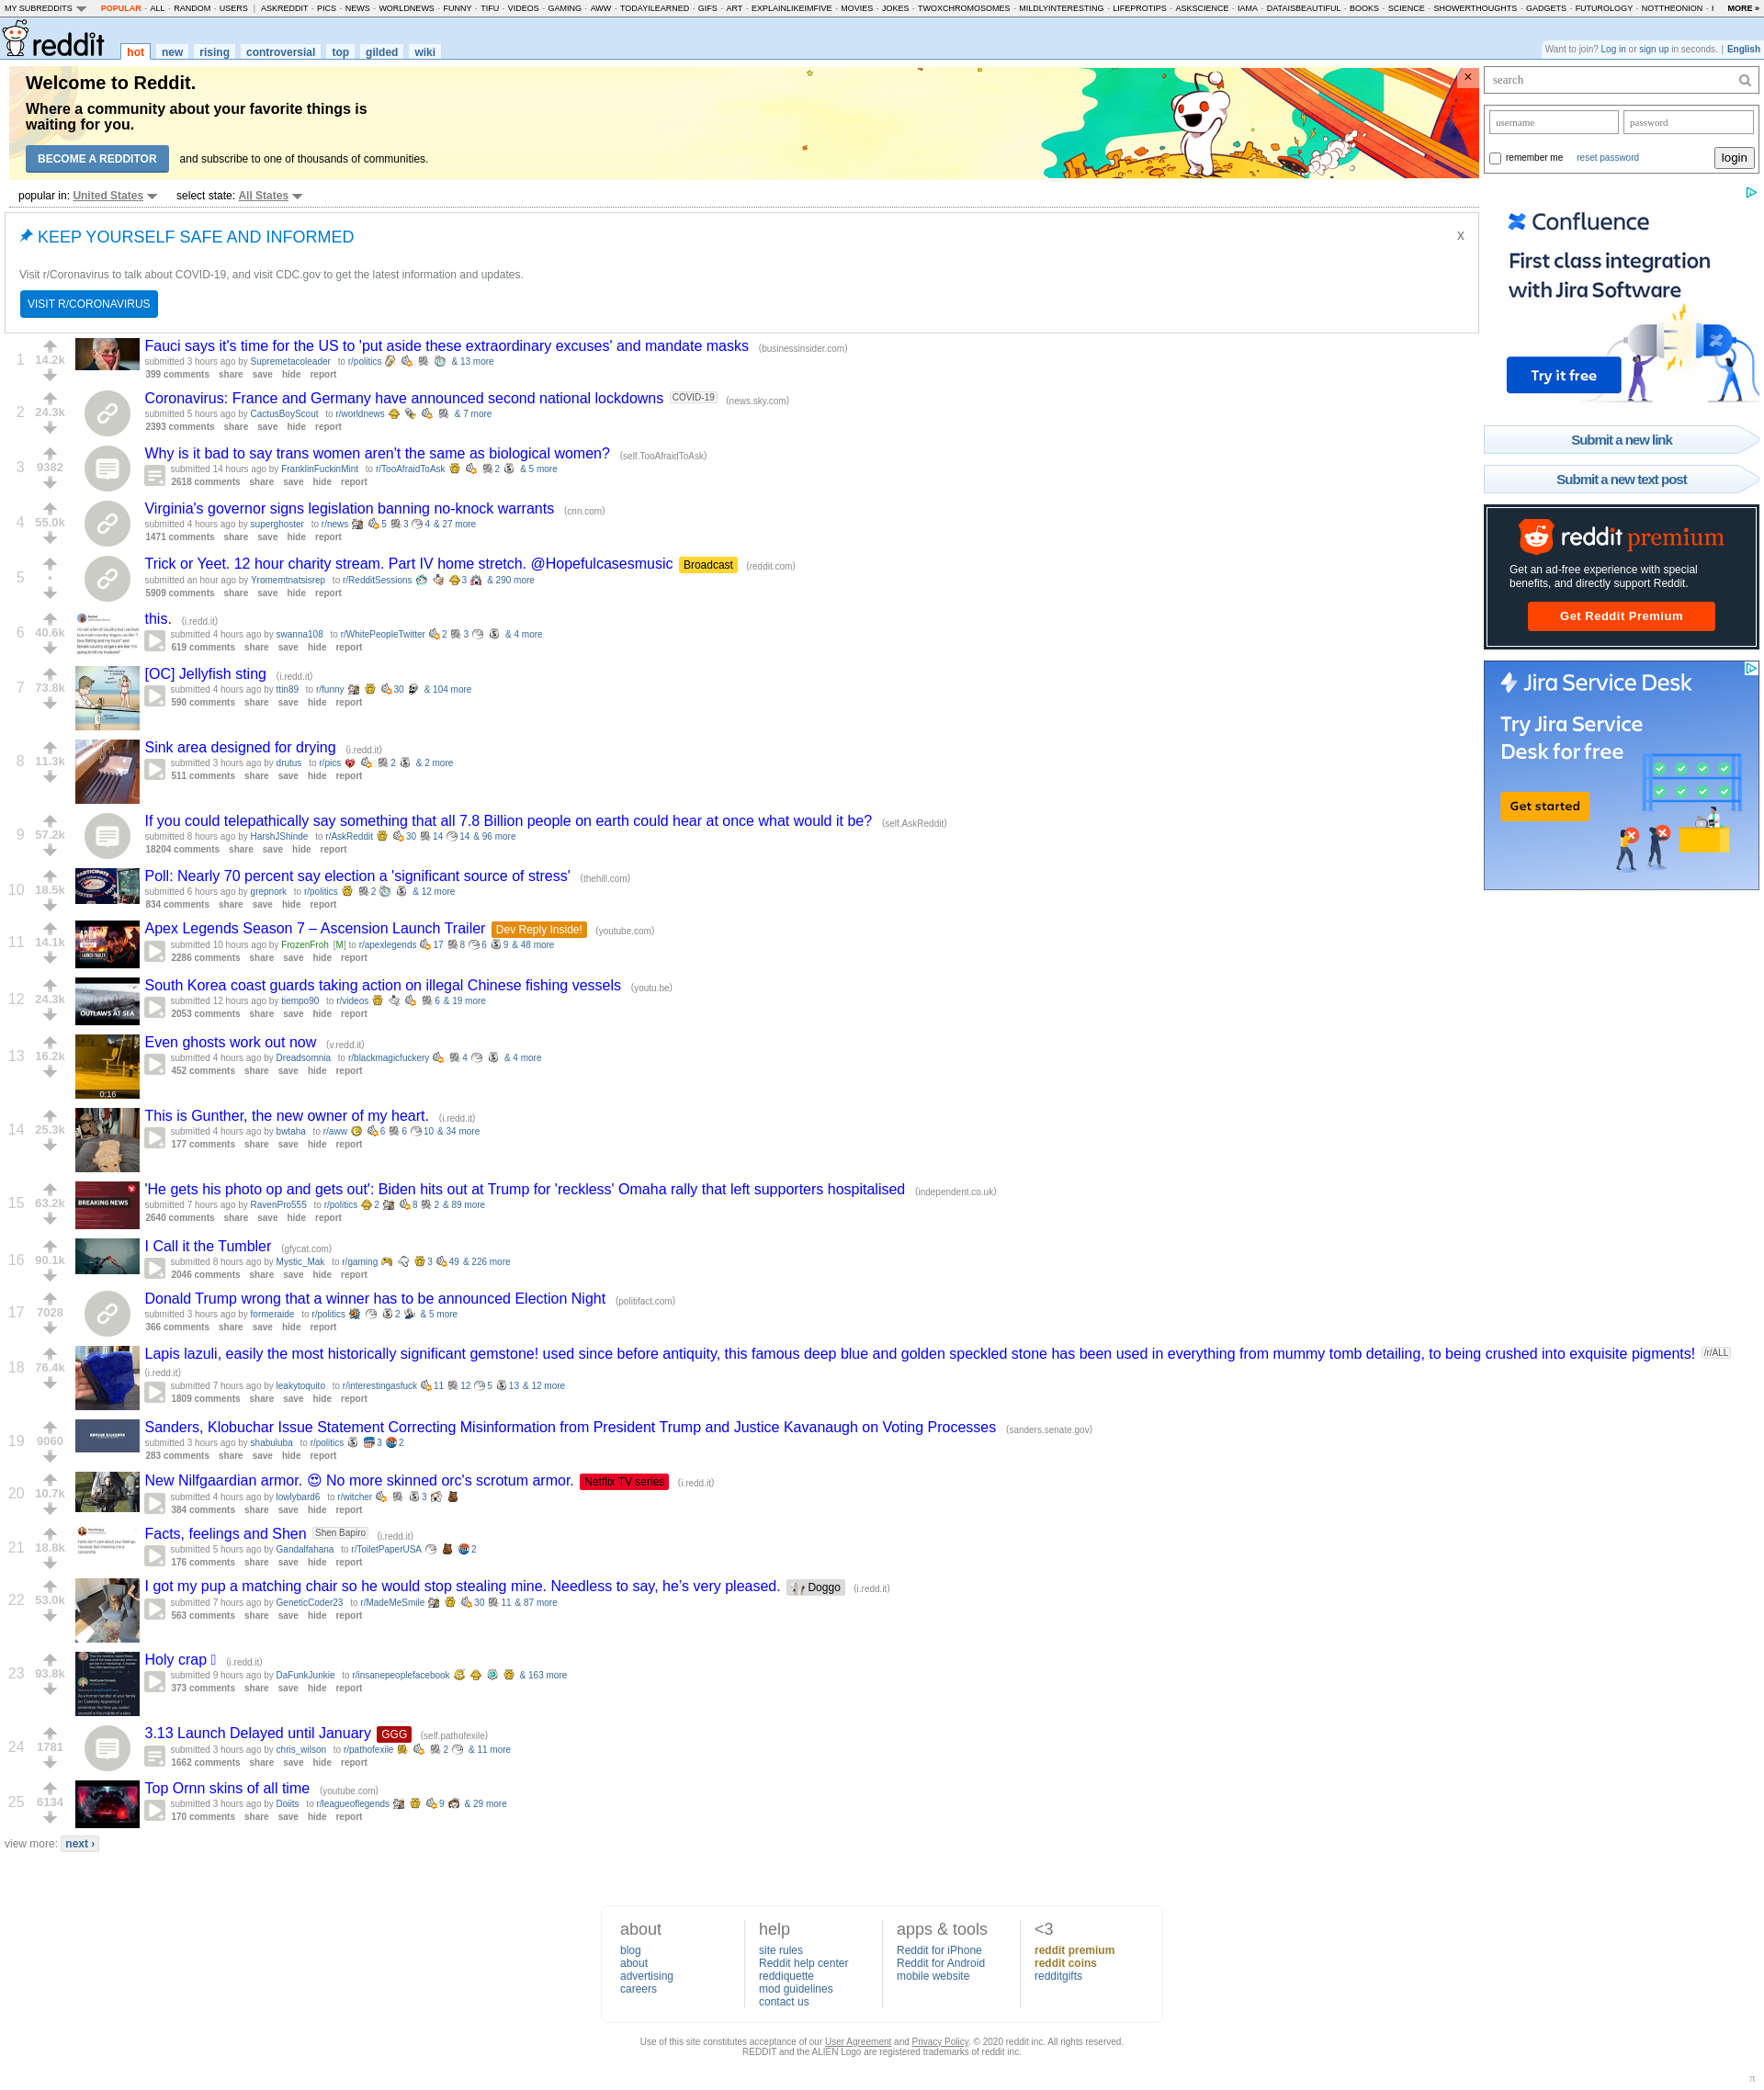 MY SUBREDDITS POPULAR - ALL - RANDOM - USERS | ASKREDDIT - PICS - NEWS - WORLDNEWS - FUNNY - TIFU - VIDEOS - GAMING - AWW - TODAYILEARNED - GIFS - ART - EXPLAINLIKEIMFIVE - MOVIES - JOKES - TWOXCHROMOSOMES - MILDLYINTERESTING - LIFEPROTIPS - ASKSCIENCE - IAMA - DATAISBEAUTIFUL - BOOKS - SCIENCE - SHOWERTHOUGHTS - GADGETS - FUTUROLOGY - NOTTHEONION - MORE »
reddit hot new rising controversial top gilded wiki
Want to join? Log in or sign up in seconds. | English
Welcome to Reddit.
Where a community about your favorite things is
waiting for you.
BECOME A REDDITOR and subscribe to one of thousands of communities.
popular in: United States select state: All States
KEEP YOURSELF SAFE AND INFORMED X
Visit r/Coronavirus to talk about COVID-19, and visit CDC.gov to get the latest information and updates.
VISIT R/CORONAVIRUS
1 14.2k Fauci says it's time for the US to 'put aside these extraordinary excuses' and mandate masks (businessinsider.com)
submitted 3 hours ago by Supremetacoleader to r/politics & 13 more
399 comments share save hide report
2 24.3k Coronavirus: France and Germany have announced second national lockdowns COVID-19 (news.sky.com)
submitted 5 hours ago by CactusBoyScout to r/worldnews & 7 more
2393 comments share save hide report
3 9382 Why is it bad to say trans women aren't the same as biological women? (self.TooAfraidToAsk)
submitted 14 hours ago by FranklinFuckinMint to r/TooAfraidToAsk 2 & 5 more
2618 comments share save hide report
4 55.0k Virginia's governor signs legislation banning no-knock warrants (cnn.com)
submitted 4 hours ago by superghoster to r/news 5 3 4 & 27 more
1471 comments share save hide report
5 • Trick or Yeet. 12 hour charity stream. Part IV home stretch. @Hopefulcasesmusic Broadcast (reddit.com)
submitted an hour ago by Yromemtnatsisrep to r/RedditSessions 3 & 290 more
5909 comments share save hide report
6 40.6k this. (i.redd.it)
submitted 4 hours ago by swanna108 to r/WhitePeopleTwitter 2 3 & 4 more
619 comments share save hide report
7 73.8k [OC] Jellyfish sting (i.redd.it)
submitted 4 hours ago by ttin89 to r/funny 30 & 104 more
590 comments share save hide report
8 11.3k Sink area designed for drying (i.redd.it)
submitted 3 hours ago by drutus to r/pics 2 & 2 more
511 comments share save hide report
9 57.2k If you could telepathically say something that all 7.8 Billion people on earth could hear at once what would it be? (self.AskReddit)
submitted 8 hours ago by HarshJShinde to r/AskReddit 30 14 14 & 96 more
18204 comments share save hide report
10 18.5k Poll: Nearly 70 percent say election a 'significant source of stress' (thehill.com)
submitted 6 hours ago by grepnork to r/politics 2 & 12 more
834 comments share save hide report
11 14.1k Apex Legends Season 7 – Ascension Launch Trailer Dev Reply Inside! (youtube.com)
submitted 10 hours ago by FrozenFroh [M] to r/apexlegends 17 8 6 9 & 48 more
2286 comments share save hide report
12 24.3k South Korea coast guards taking action on illegal Chinese fishing vessels (youtu.be)
OUTLAWS AT SEA
submitted 12 hours ago by tiempo90 to r/videos 6 & 19 more
2053 comments share save hide report
13 16.2k Even ghosts work out now (v.redd.it)
submitted 4 hours ago by Dreadsomnia to r/blackmagicfuckery 4 & 4 more
452 comments share save hide report
0:16
14 25.3k This is Gunther, the new owner of my heart. (i.redd.it)
submitted 4 hours ago by bwtaha to r/aww 6 6 10 & 34 more
177 comments share save hide report
15 63.2k 'He gets his photo op and gets out': Biden hits out at Trump for 'reckless' Omaha rally that left supporters hospitalised (independent.co.uk)
BREAKING NEWS
submitted 7 hours ago by RavenPro555 to r/politics 2 8 2 & 89 more
2640 comments share save hide report
16 90.1k I Call it the Tumbler (gfycat.com)
submitted 8 hours ago by Mystic_Mak to r/gaming 3 49 & 226 more
2046 comments share save hide report
17 7028 Donald Trump wrong that a winner has to be announced Election Night (politifact.com)
submitted 3 hours ago by formeraide to r/politics 2 & 5 more
366 comments share save hide report
18 76.4k Lapis lazuli, easily the most historically significant gemstone! used since before antiquity, this famous deep blue and golden speckled stone has been used in everything from mummy tomb detailing, to being crushed into exquisite pigments! /r/ALL
(i.redd.it)
submitted 7 hours ago by leakytoquito to r/interestingasfuck 11 12 5 13 & 12 more
1809 comments share save hide report
19 9060 Sanders, Klobuchar Issue Statement Correcting Misinformation from President Trump and Justice Kavanaugh on Voting Processes (sanders.senate.gov)
submitted 3 hours ago by shabuluba to r/politics 3 2
283 comments share save hide report
20 10.7k New Nilfgaardian armor. 😍 No more skinned orc's scrotum armor. Netflix TV series (i.redd.it)
submitted 4 hours ago by lowlybard6 to r/witcher 3
384 comments share save hide report
21 18.8k Facts, feelings and Shen Shen Bapiro (i.redd.it)
submitted 5 hours ago by Gandalfahana to r/ToiletPaperUSA 2
176 comments share save hide report
22 53.0k I got my pup a matching chair so he would stop stealing mine. Needless to say, he's very pleased. Doggo (i.redd.it)
submitted 7 hours ago by GeneticCoder23 to r/MadeMeSmile 30 11 & 87 more
563 comments share save hide report
23 93.8k Holy crap (i.redd.it)
submitted 9 hours ago by DaFunkJunkie to r/insanepeoplefacebook & 163 more
373 comments share save hide report
24 1781 3.13 Launch Delayed until January GGG (self.pathofexile)
submitted 3 hours ago by chris_wilson to r/pathofexile 2 & 11 more
1662 comments share save hide report
25 6134 Top Ornn skins of all time (youtube.com)
submitted 3 hours ago by Doiits to r/leagueoflegends 9 & 29 more
170 comments share save hide report
view more: next ›
search
username password
remember me reset password login
Confluence
First class integration
with Jira Software
Try it free
Submit a new link
Submit a new text post
reddit premium
Get an ad-free experience with special
benefits, and directly support Reddit.
Get Reddit Premium
Jira Service Desk
Try Jira Service
Desk for free
Get started
about help apps & tools <3
blog site rules Reddit for iPhone reddit premium
about Reddit help center Reddit for Android reddit coins
advertising reddiquette mobile website redditgifts
careers mod guidelines
contact us
Use of this site constitutes acceptance of our User Agreement and Privacy Policy. © 2020 reddit inc. All rights reserved.
REDDIT and the ALIEN Logo are registered trademarks of reddit inc.
π